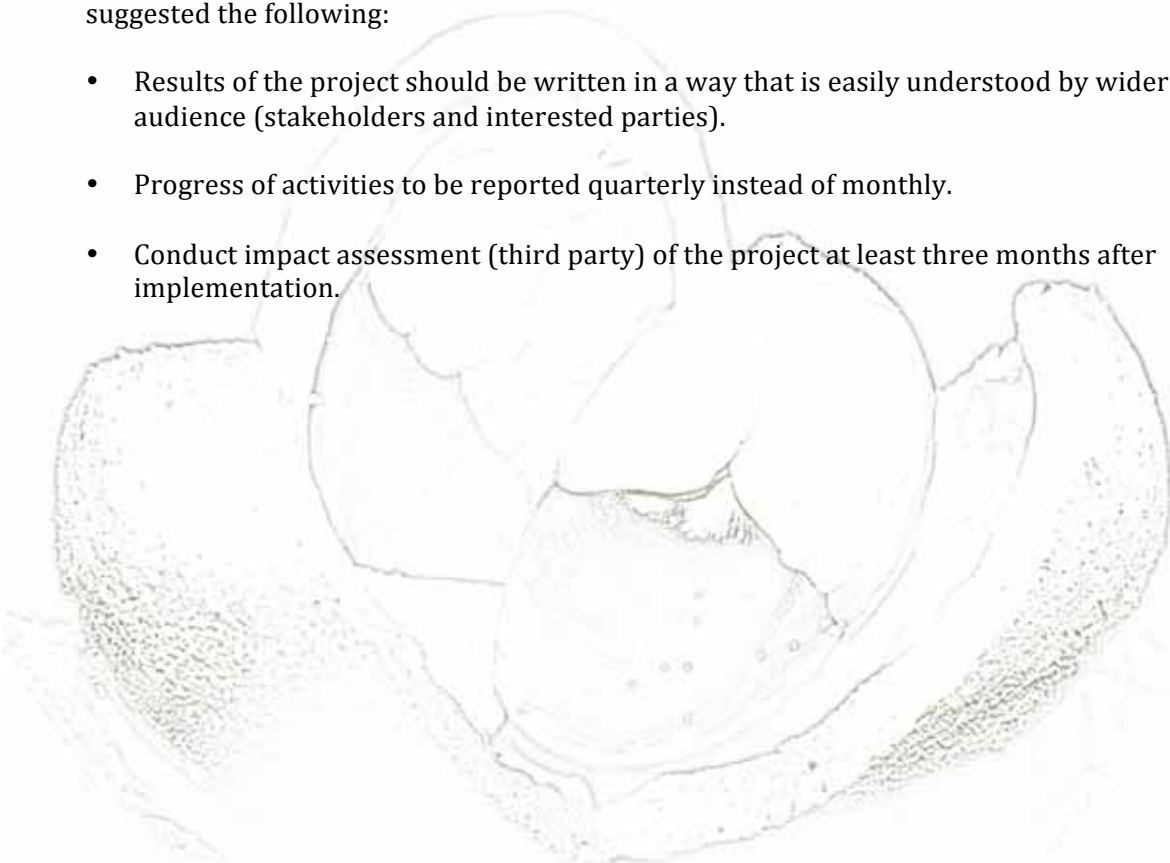 suggested the following:
• Results of the project should be written in a way that is easily understood by wider
audience (stakeholders and interested parties).
• Progress of activities to be reported quarterly instead of monthly.
• Conduct impact assessment (third party) of the project at least three months after
implementation.